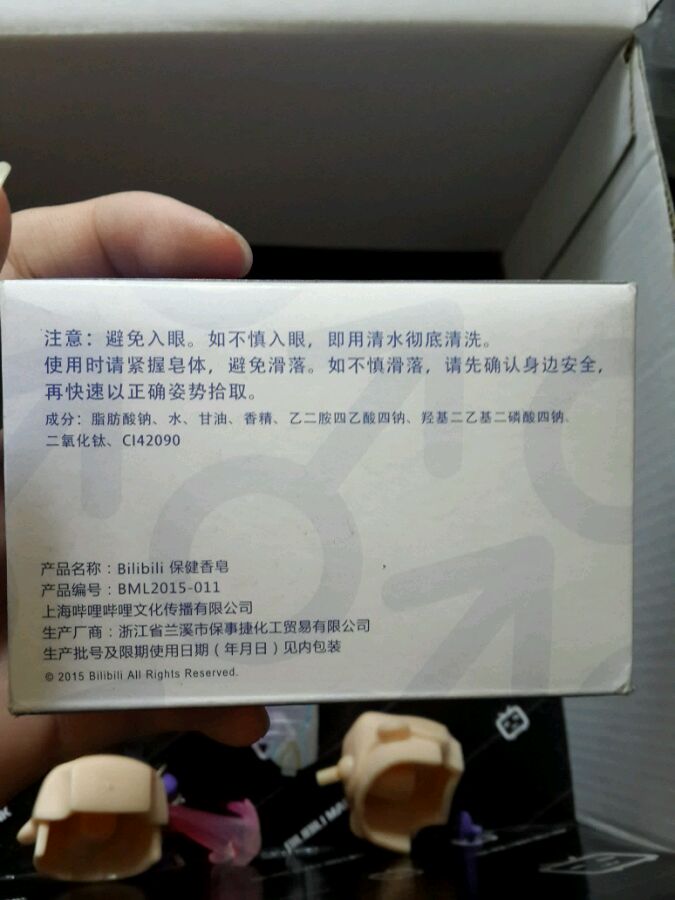 注意：避免入眼。如不慎入眼，即用清水彻底清洗。
使用时请紧握皂体，避免滑落。如不慎滑落，请先确认身边安全，
再快速以正确姿势拾取。
成分：脂肪酸钠、水、甘油、香精、乙二胺四乙酸四钠、羟基二乙基二磷酸四钠、
二氧化钛、CI42090
产品名称：Bilibili 保健香皂
产品编号：BML2015-011
上海哔哩哔哩文化传播有限公司
生产厂商：浙江省兰溪市保事捷化工贸易有限公司
生产批号及限期使用日期（年月日）见内包装
© 2015 Bilibili All Rights Reserved.